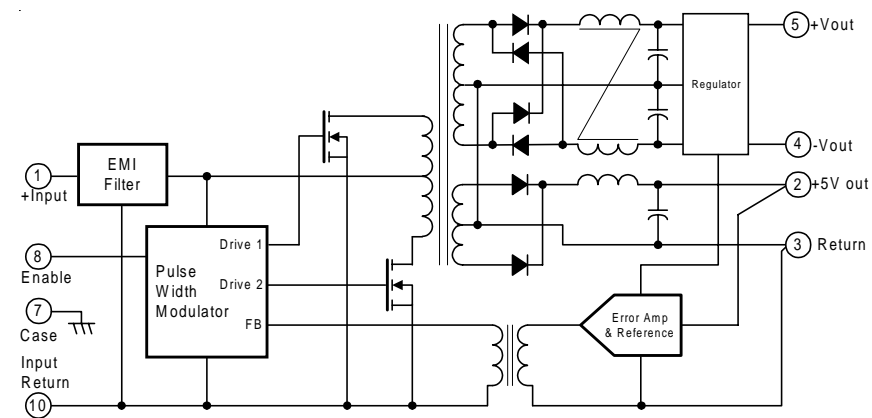 5 +Vout
Regulator
EMI
Filter
4 -Vout
1
+Input
2 +5V out
Drive 1
3 Return
8
Enable
Pulse
Width
Modulator
Drive 2
7
Case
FB
Error Amp
& Reference
Input
Return
10